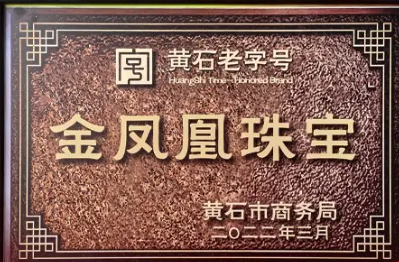 黄石老字号
HuangShi Time-Honored Brand
金凤凰珠宝
黄石市商务局
二〇二二年三月